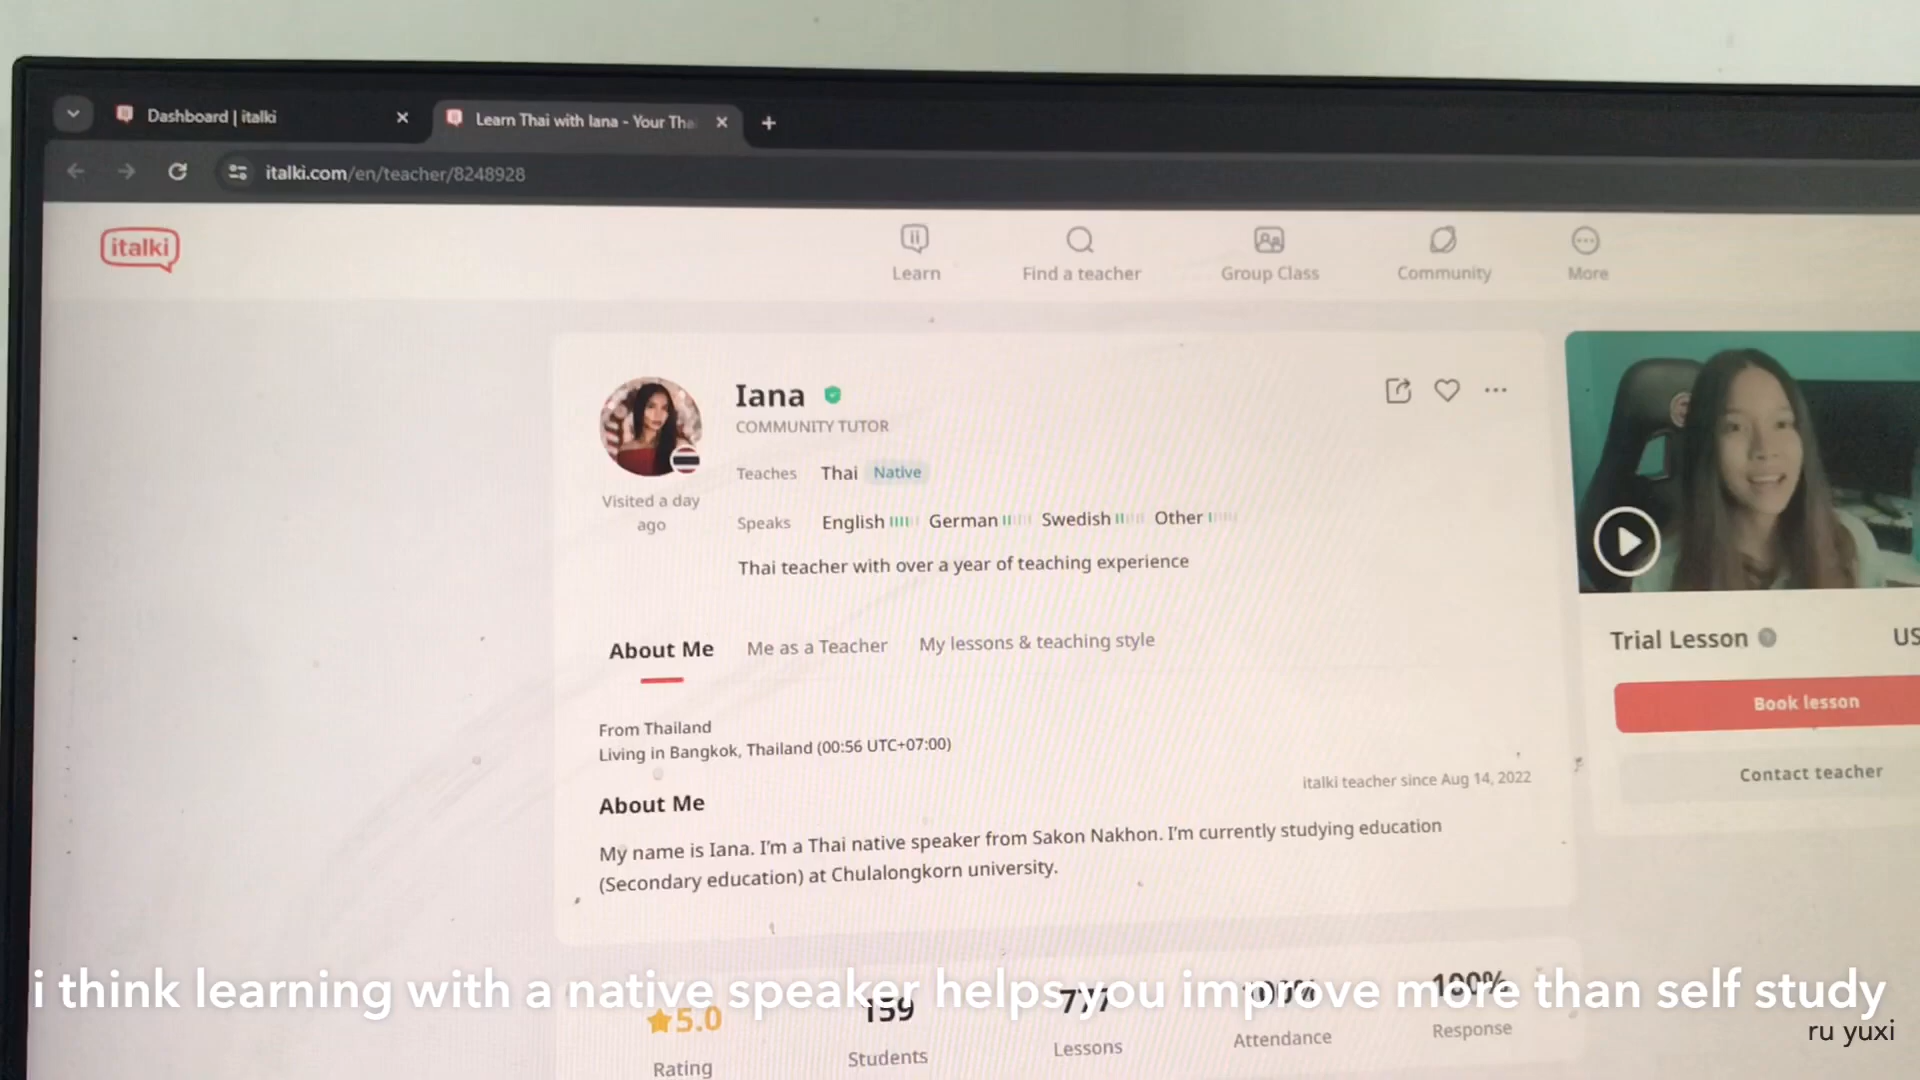 Dashboard | italki
Learn Thai with Iana - Your Tha
italki.com/en/teacher/8248928
italki
Learn
Find a teacher
Group Class
Community
More
Iana
COMMUNITY TUTOR
Teaches Thai Native
Visited a day
ago
Speaks English German Swedish Other
Thai teacher with over a year of teaching experience
About Me
Me as a Teacher
My lessons & teaching style
From Thailand
Living in Bangkok, Thailand (00:56 UTC+07:00)
italki teacher since Aug 14, 2022
About Me
My name is Iana. I'm a Thai native speaker from Sakon Nakhon. I'm currently studying education
(Secondary education) at Chulalongkorn university.
Trial Lesson US
Book lesson
Contact teacher
i think learning with a native speaker helps you improve more than self study
5.0 159 777 100% 100%
Rating Students Lessons Attendance Response
ru yuxi